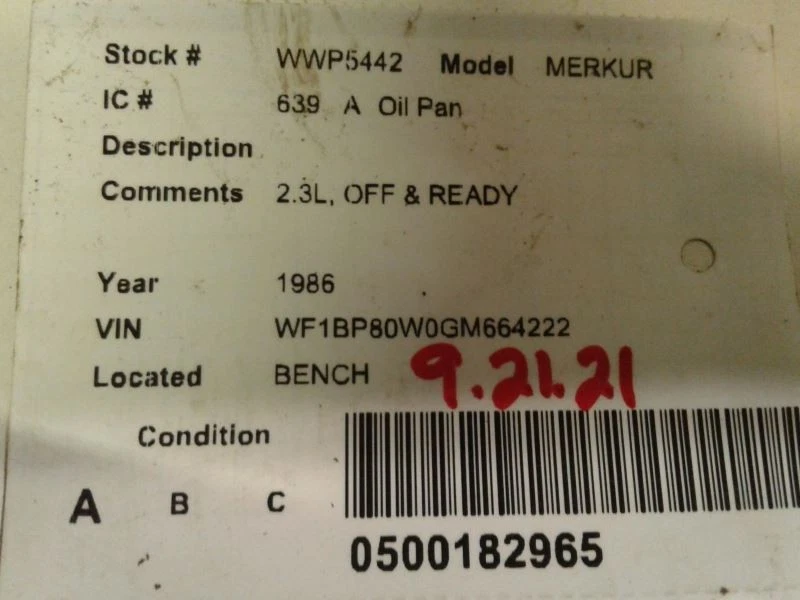 Stock # WWP5442 Model MERKUR
IC # 639 A Oil Pan
Description
Comments 2.3L, OFF & READY
Year 1986
VIN WF1BP80W0GM664222
Located BENCH 9.21.21
Condition
A B C
0500182965